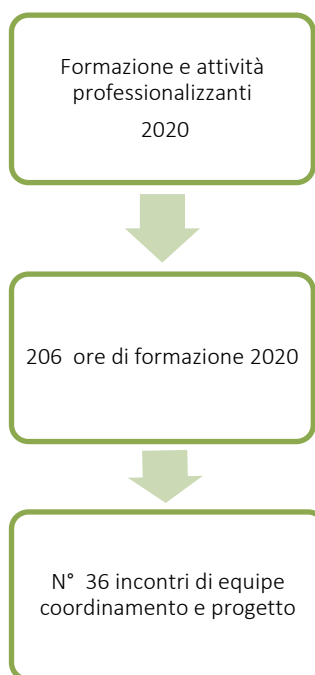 Formazione e attività
professionalizzanti
2020
206 ore di formazione 2020
N° 36 incontri di equipe
coordinamento e progetto